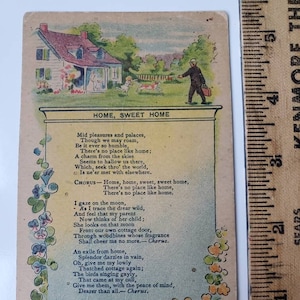 HOME, SWEET HOME
Mid pleasures and palaces,
Though we may roam,
Be it ever so humble,
There's no place like home;
A charm from the skies
Seems to hallow us there,
Which, seek thro' the world,
Is ne'er met with elsewhere.
CHORUS— Home, home, sweet, sweet home,
There's no place like home,
There's no place like home.
I gaze on the moon,
As I trace the drear wild,
And feel that my parent
Now thinks of her child;
She looks on that moon
From our own cottage door,
Through woodbines whose fragrance
Shall cheer me no more.— Chorus.
An exile from home,
Splendor dazzles in vain,
Oh, give me my lowly
Thatched cottage again;
The birds singing gayly,
That came at my
Give me them, with the peace of mind,
Dearer than all.— Chorus.
5
4
3
2
KENMORE